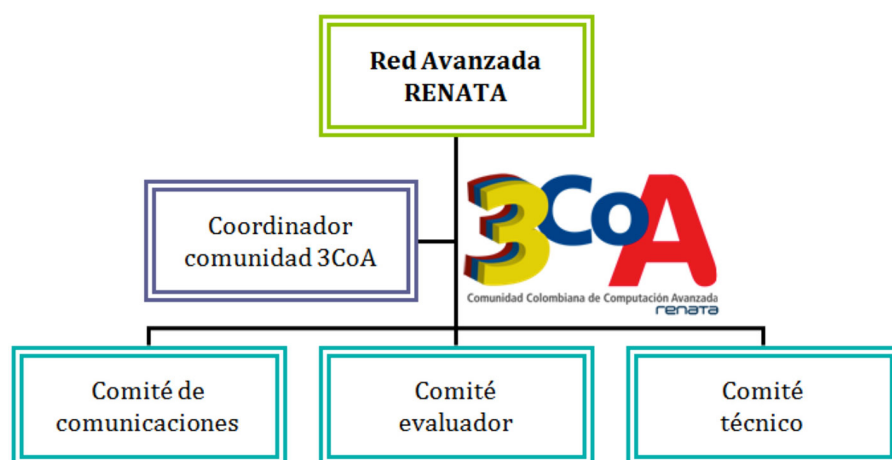 Red Avanzada
RENATA
Coordinador
comunidad 3CoA
3CoA
Comunidad Colombiana de Computación Avanzada
renata
Comité de
comunicaciones
Comité
evaluador
Comité
técnico